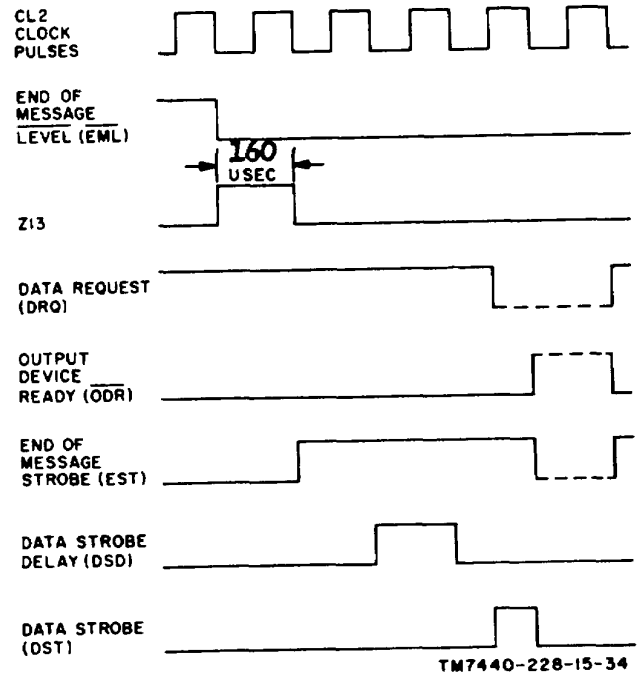 CL2
CLOCK
PULSES
END OF
MESSAGE
LEVEL (EML)
160
USEC
Z13
DATA REQUEST
(DRQ)
OUTPUT
DEVICE
READY (ODR)
END OF
MESSAGE
STROBE (EST)
DATA STROBE
DELAY (DSD)
DATA STROBE
(DST)
TM7440-228-15-34